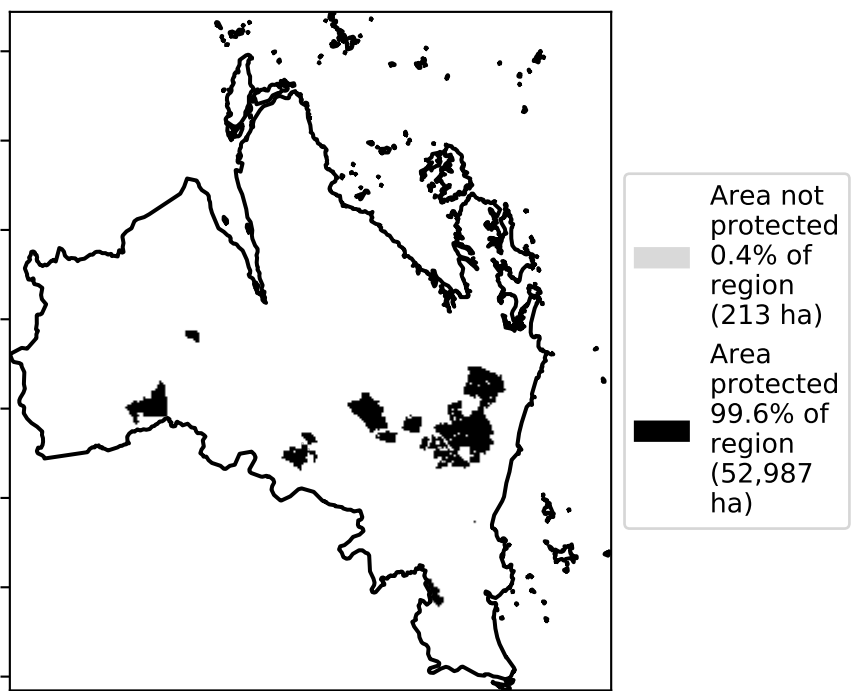 Area not
protected
0.4% of
region
(213 ha)
Area
protected
99.6% of
region
(52,987
ha)